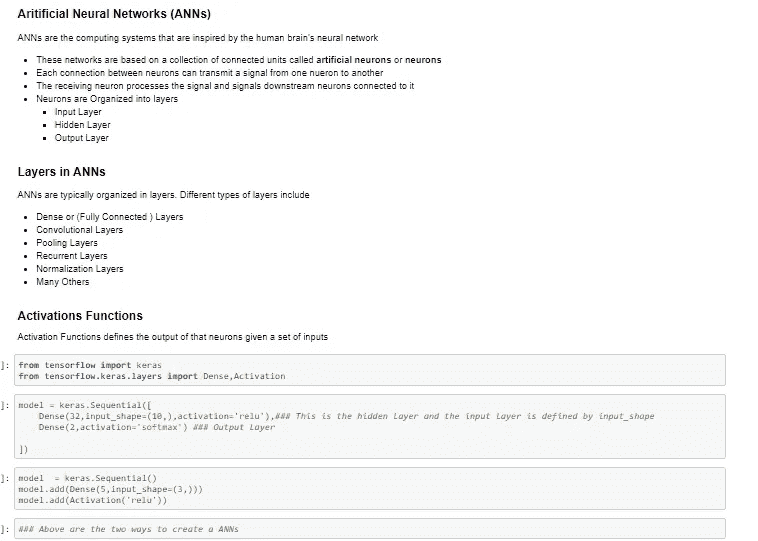 Aritificial Neural Networks (ANNs)
ANNs are the computing systems that are inspired by the human brain's neural network
These networks are based on a collection of connected units called artificial neurons or neurons
Each connection between neurons can transmit a signal from one nueron to another
The receiving neuron processes the signal and signals downstream neurons connected to it
Neurons are Organized into layers
Input Layer
Hidden Layer
Output Layer
Layers in ANNs
ANNs are typically organized in layers. Different types of layers include
Dense or (Fully Connected ) Layers
Convolutional Layers
Pooling Layers
Recurrent Layers
Normalization Layers
Many Others
Activations Functions
Activation Functions defines the output of that neurons given a set of inputs
]: from tensorflow import keras
from tensorflow.keras.layers import Dense,Activation
]: model = keras.Sequential([
Dense(32,input_shape=(10,),activation='relu'),### This is the hidden layer and the input Layer is defined by input_shape
Dense(2,activation='softmax') ### Output Layer
])
]: model  = keras.Sequential()
model.add(Dense(5,input_shape=(3,)))
model.add(Activation('relu'))
]: ### Above are the two ways to create a ANNs